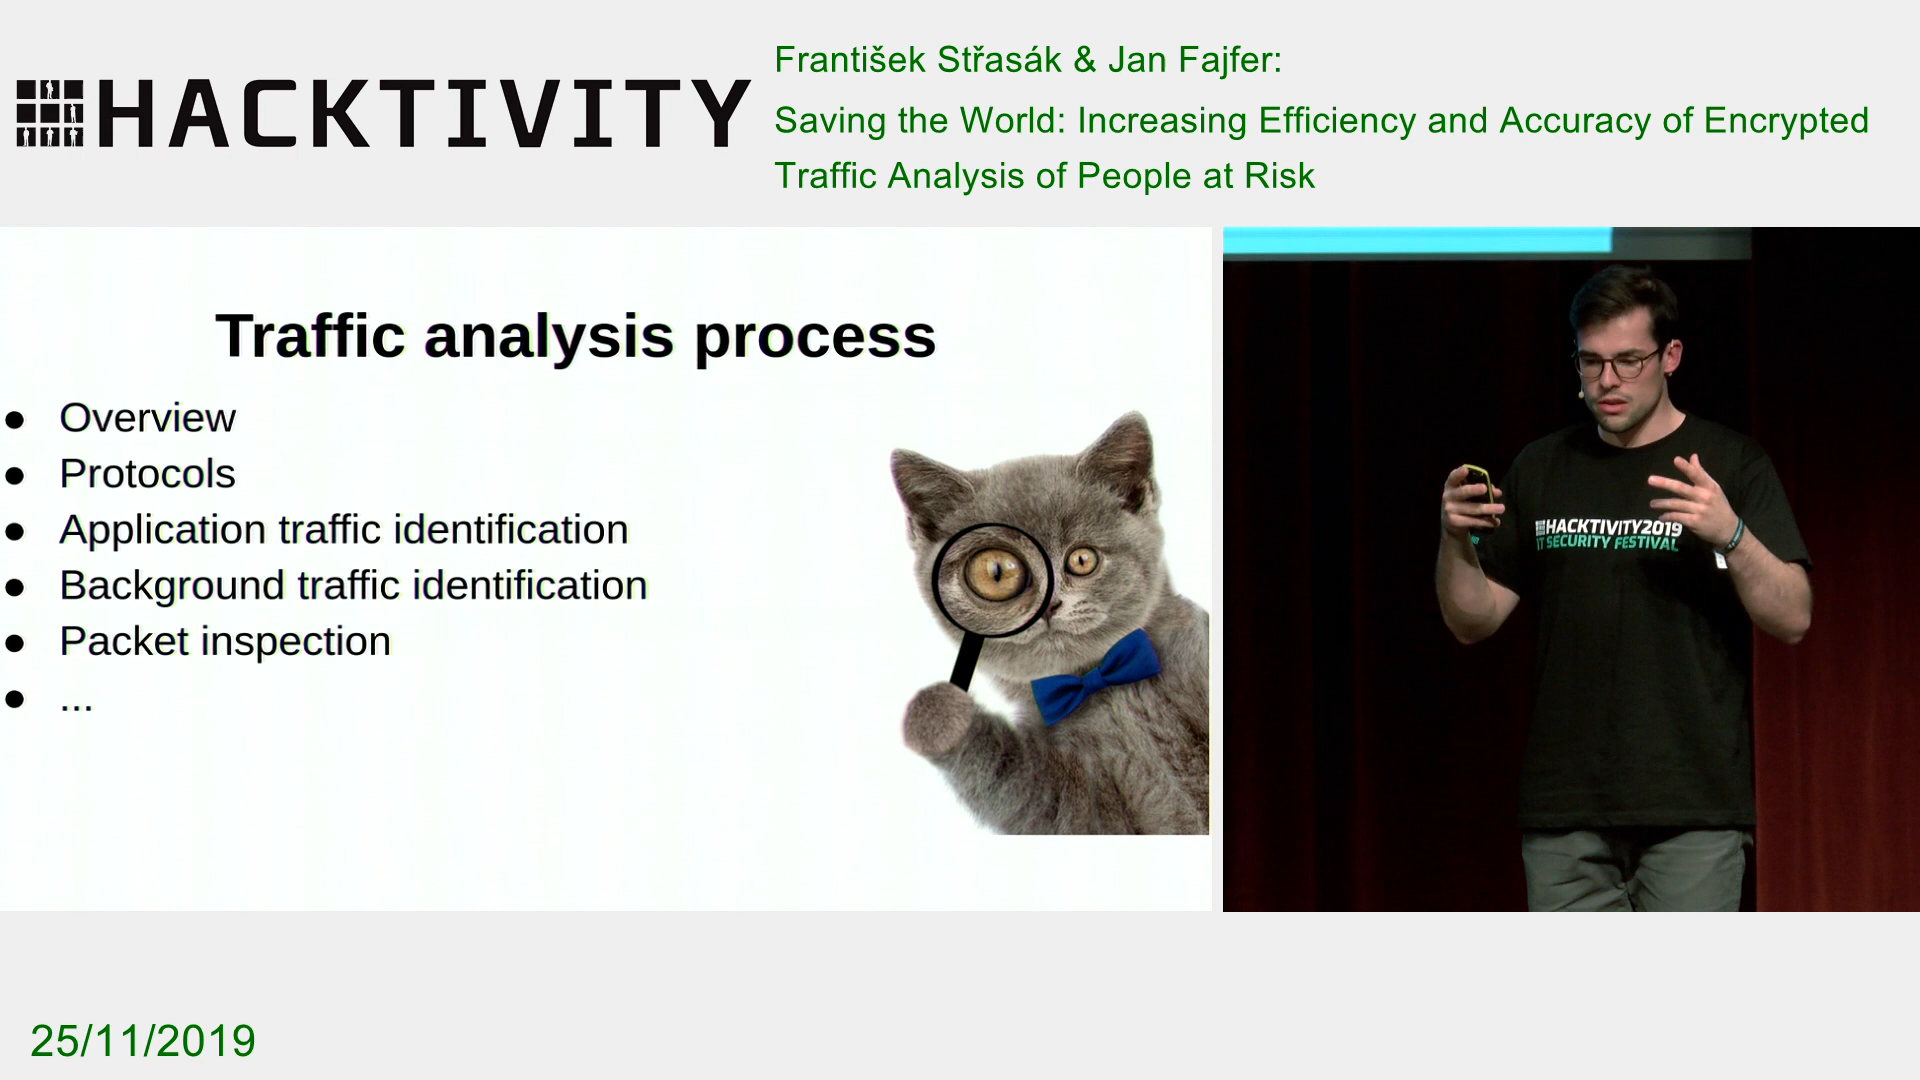 HACKTIVITY
František Střasák & Jan Fajfer:
Saving the World: Increasing Efficiency and Accuracy of Encrypted
Traffic Analysis of People at Risk
Traffic analysis process
● Overview
● Protocols
● Application traffic identification
● Background traffic identification
● Packet inspection
● ...
HACKTIVITY2019
IT SECURITY FESTIVAL
25/11/2019